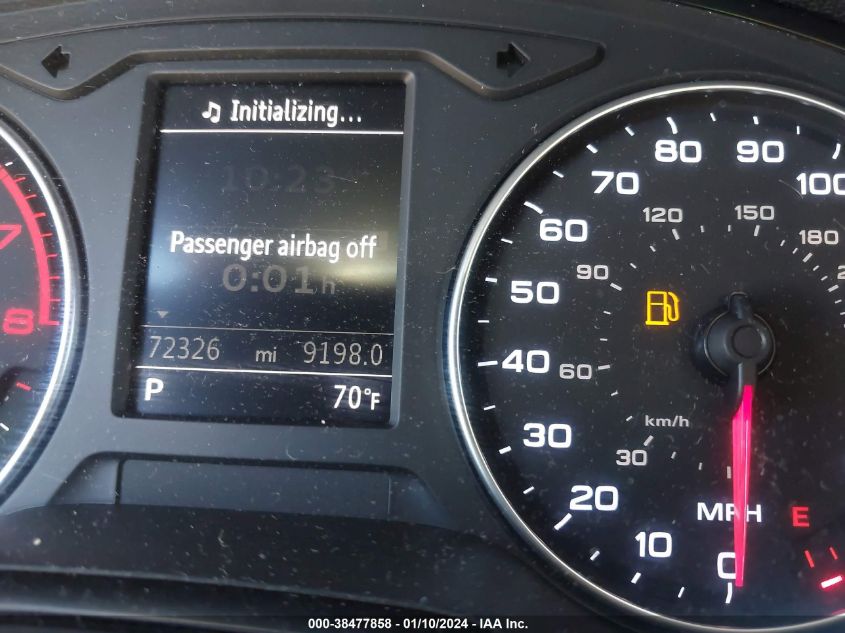 ♫ Initializing...
10:23
Passenger airbag off
0:01 h
72326 mi 9198.0
P 70°F
7
8
0
10
20
30
40
50
60
70
80
90
100
30
60
90
120
150
180
km/h
MPH
E
000-38477858 - 01/10/2024 - IAA Inc.